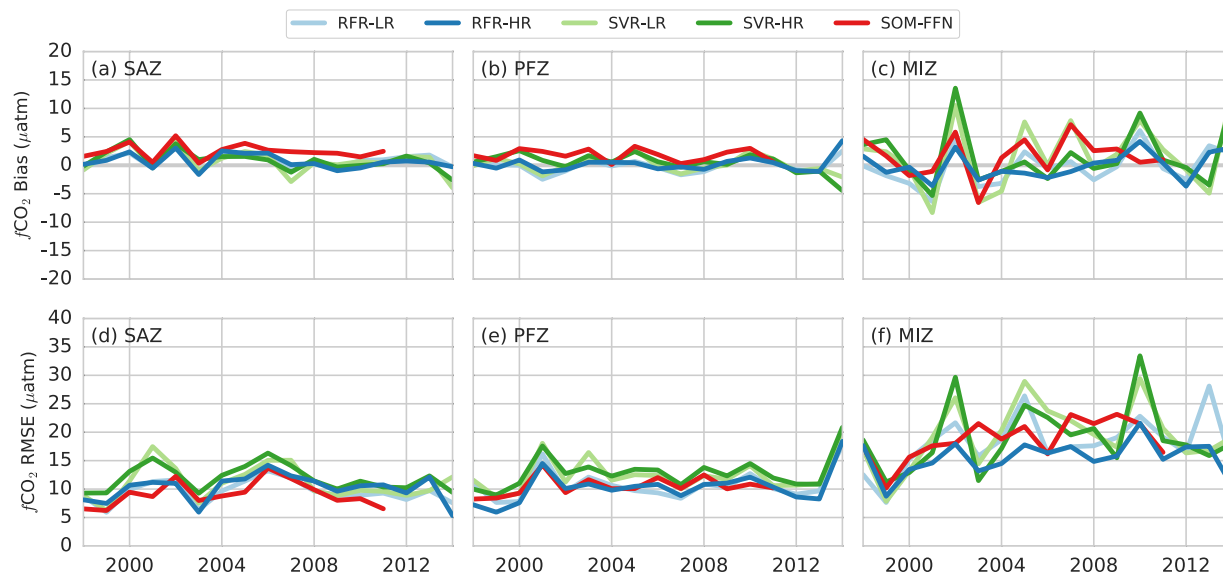 RFR-LR RFR-HR SVR-LR SVR-HR SOM-FFN
fCO₂ Bias (μatm)
20
15
10
5
0
-5
-10
-15
-20
(a) SAZ
(b) PFZ
(c) MIZ
fCO₂ RMSE (μatm)
40
35
30
25
20
15
10
5
0
(d) SAZ
(e) PFZ
(f) MIZ
2000 2004 2008 2012 2000 2004 2008 2012 2000 2004 2008 2012